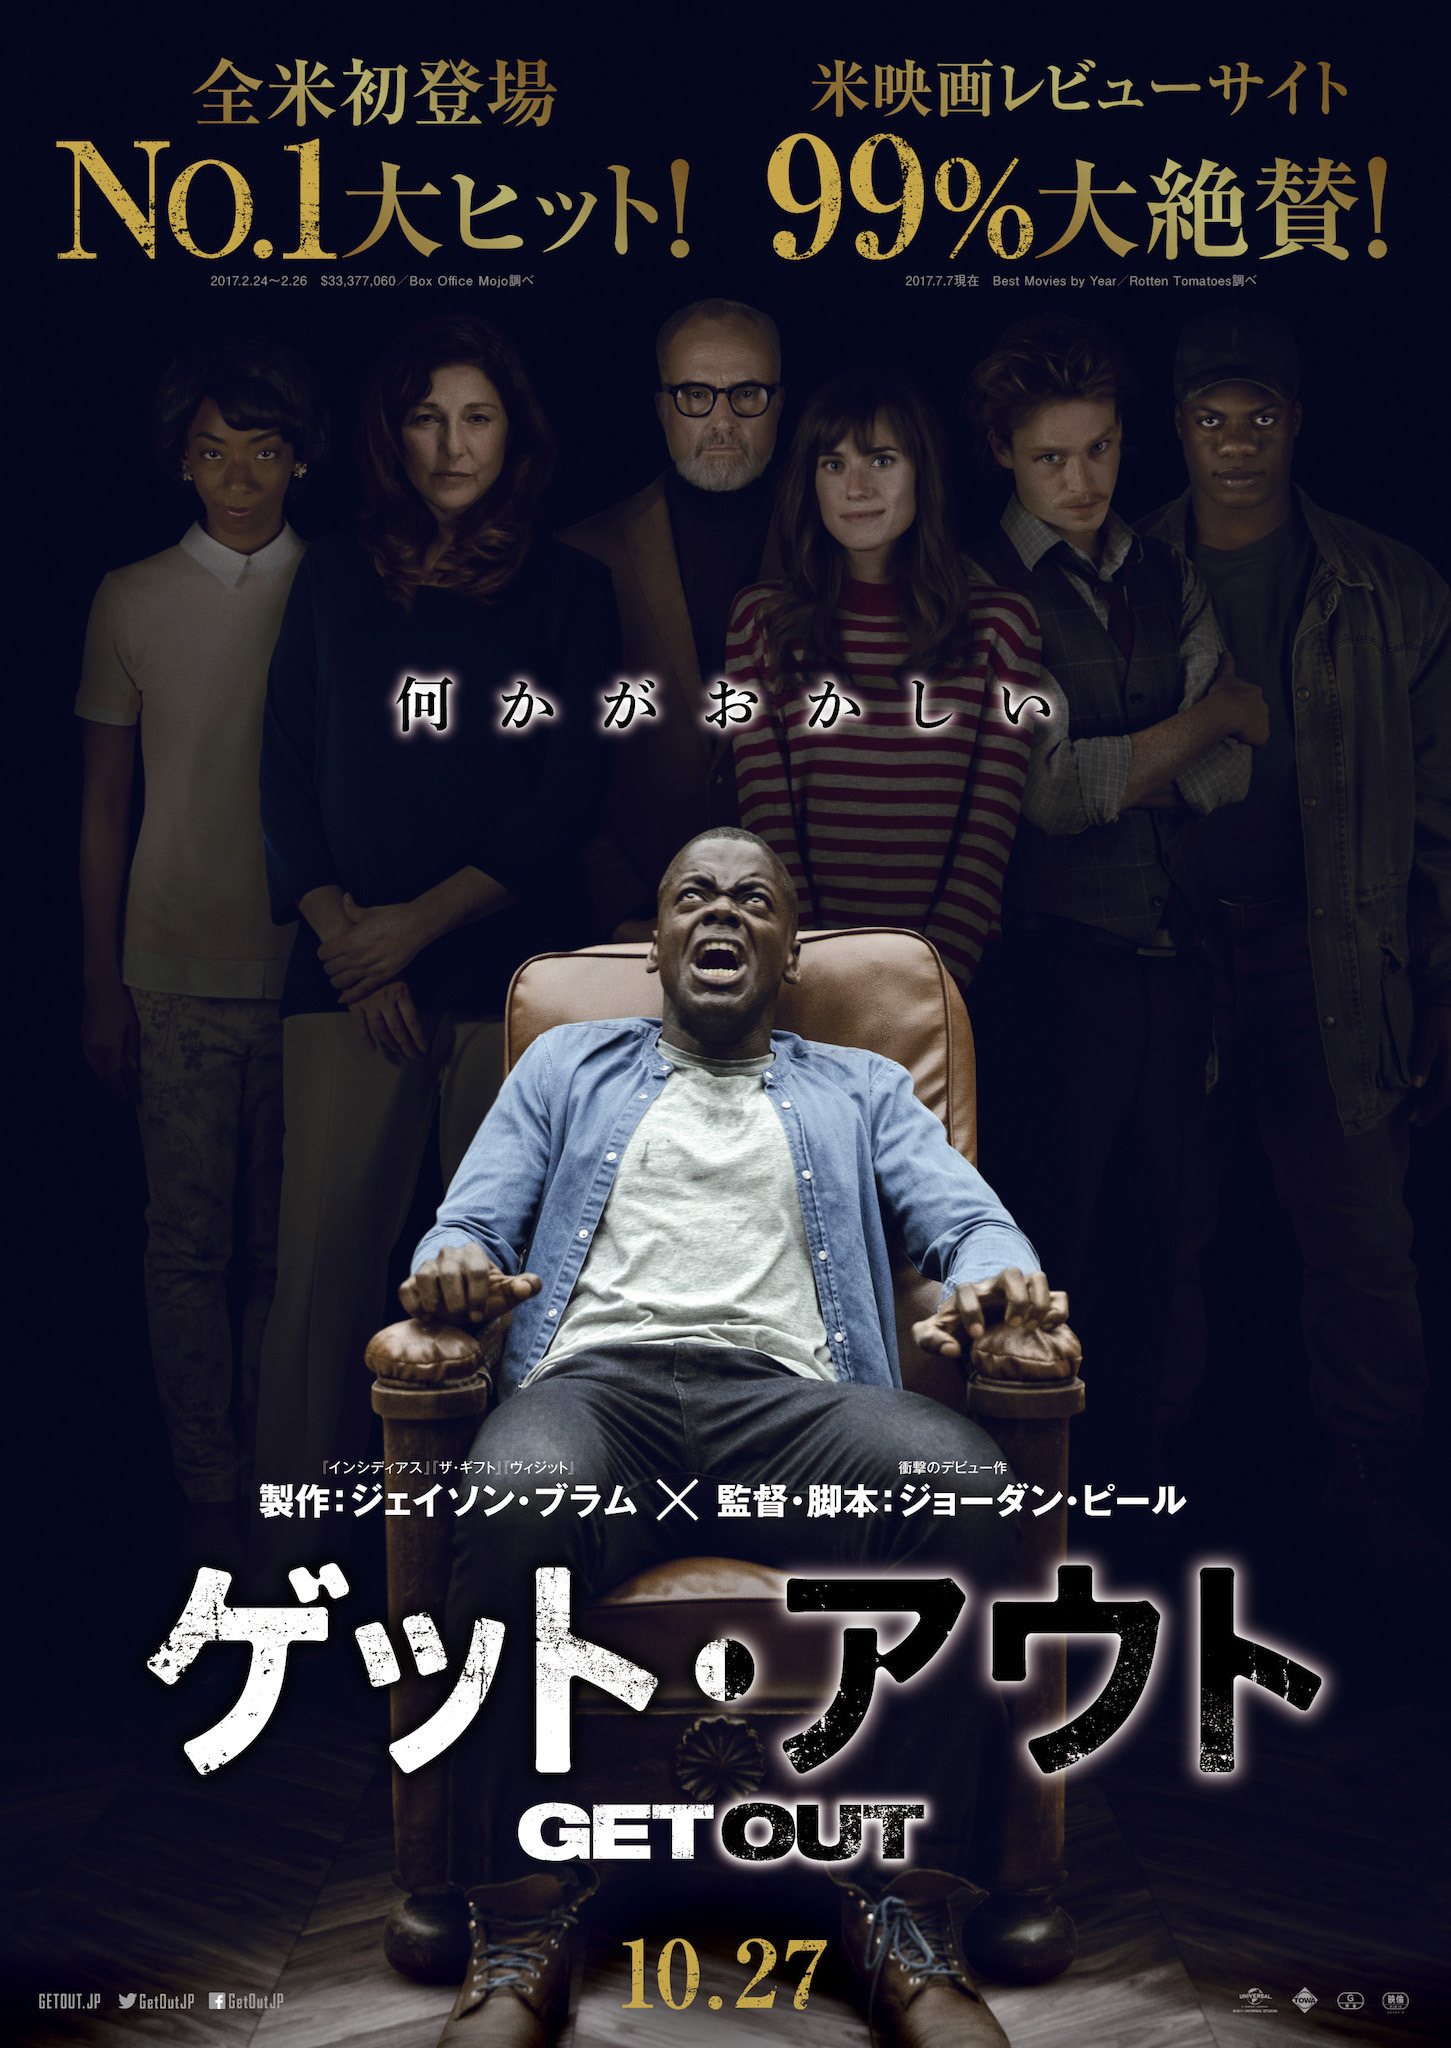 全米初登場
No.1大ヒット!
2017.2.24〜2.26 $33,377,060／Box Office Mojo調べ
米映画レビューサイト
99%大絶賛!
2017.7.7現在 Best Movies by Year／Rotten Tomatoes調べ
何かがおかしい
『インシディアス』『ザ・ギフト』『ヴィジット』
製作:ジェイソン・ブラム × 監督・脚本:ジョーダン・ピール
衝撃のデビュー作
ゲット・アウト
GET OUT
10.27
GETOUT.JP GetOutJP GetOutJP
UNIVERSAL
TOWA
G
映倫